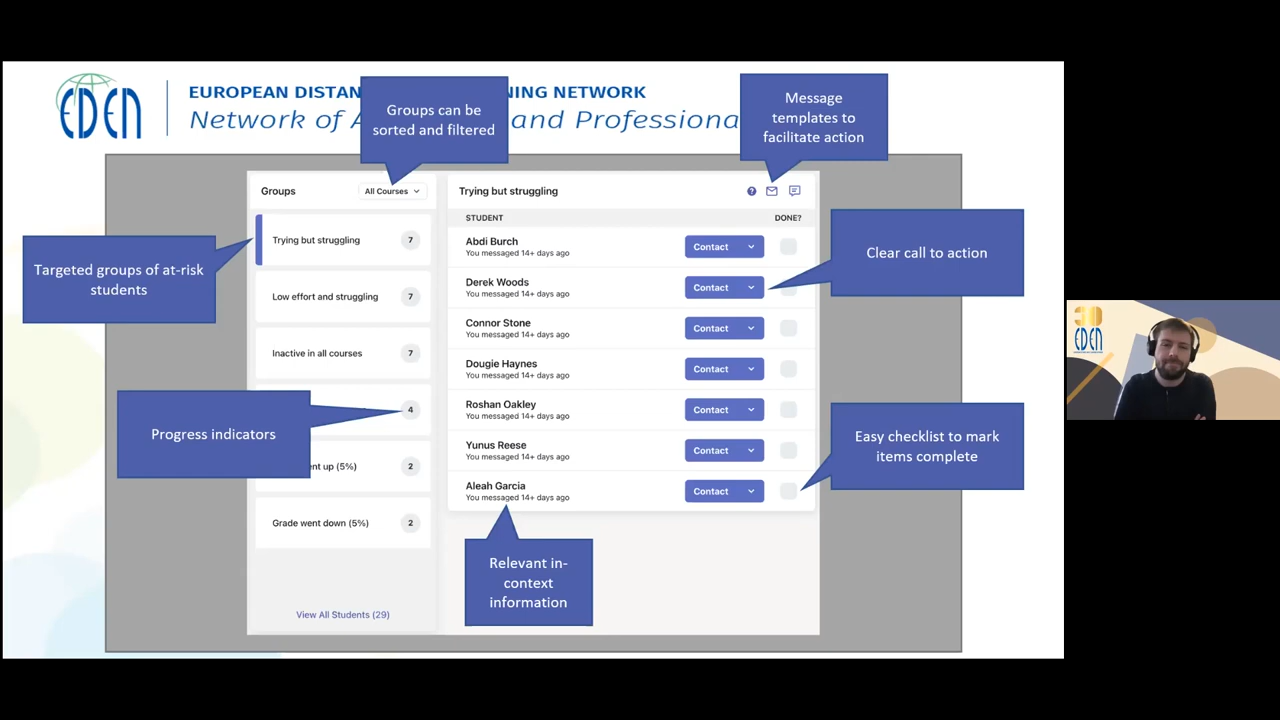 EDEN
EUROPEAN DISTAN
NING NETWORK
Network of A
and Professiona
Groups can be
sorted and filtered
Message
templates to
facilitate action
Groups
All Courses
Trying but struggling
7
Low effort and struggling
7
Inactive in all courses
7
4
ent up (5%)
2
Grade went down (5%)
2
View All Students (29)
Targeted groups of at-risk
students
Progress indicators
Trying but struggling
?
STUDENT
DONE?
Abdi Burch
You messaged 14+ days ago
Contact
Derek Woods
You messaged 14+ days ago
Contact
Connor Stone
You messaged 14+ days ago
Contact
Dougie Haynes
You messaged 14+ days ago
Contact
Roshan Oakley
You messaged 14+ days ago
Contact
Yunus Reese
You messaged 14+ days ago
Contact
Aleah Garcia
You messaged 14+ days ago
Contact
Clear call to action
Easy checklist to mark
items complete
Relevant in-
context
information
30
EDEN